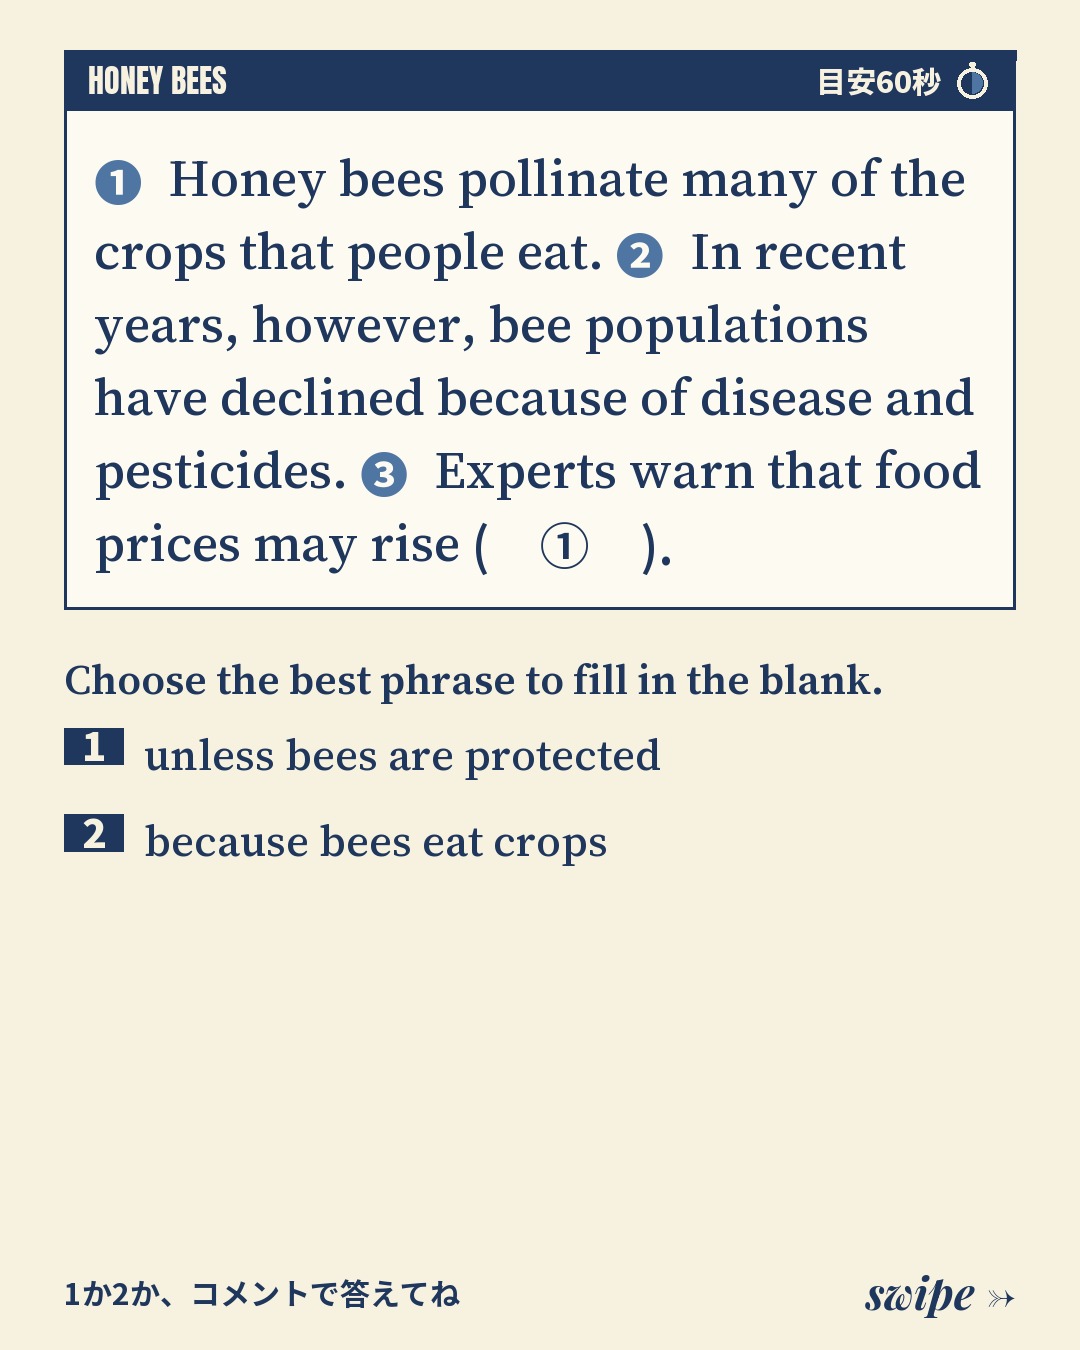 HONEY BEES
目安60秒
❶ Honey bees pollinate many of the
crops that people eat. ❷ In recent
years, however, bee populations
have declined because of disease and
pesticides. ❸ Experts warn that food
prices may rise ( ① ).
Choose the best phrase to fill in the blank.
1 unless bees are protected
2 because bees eat crops
1か2か、コメントで答えてね
swipe